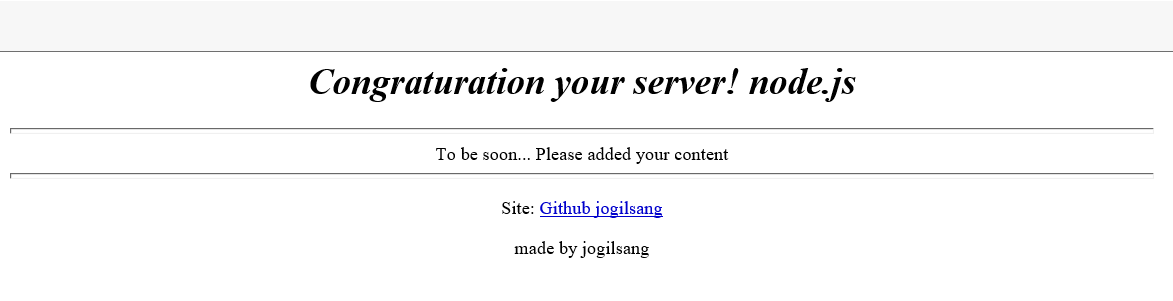 Congraturation your server! node.js
To be soon... Please added your content
Site: Github jogilsang
made by jogilsang